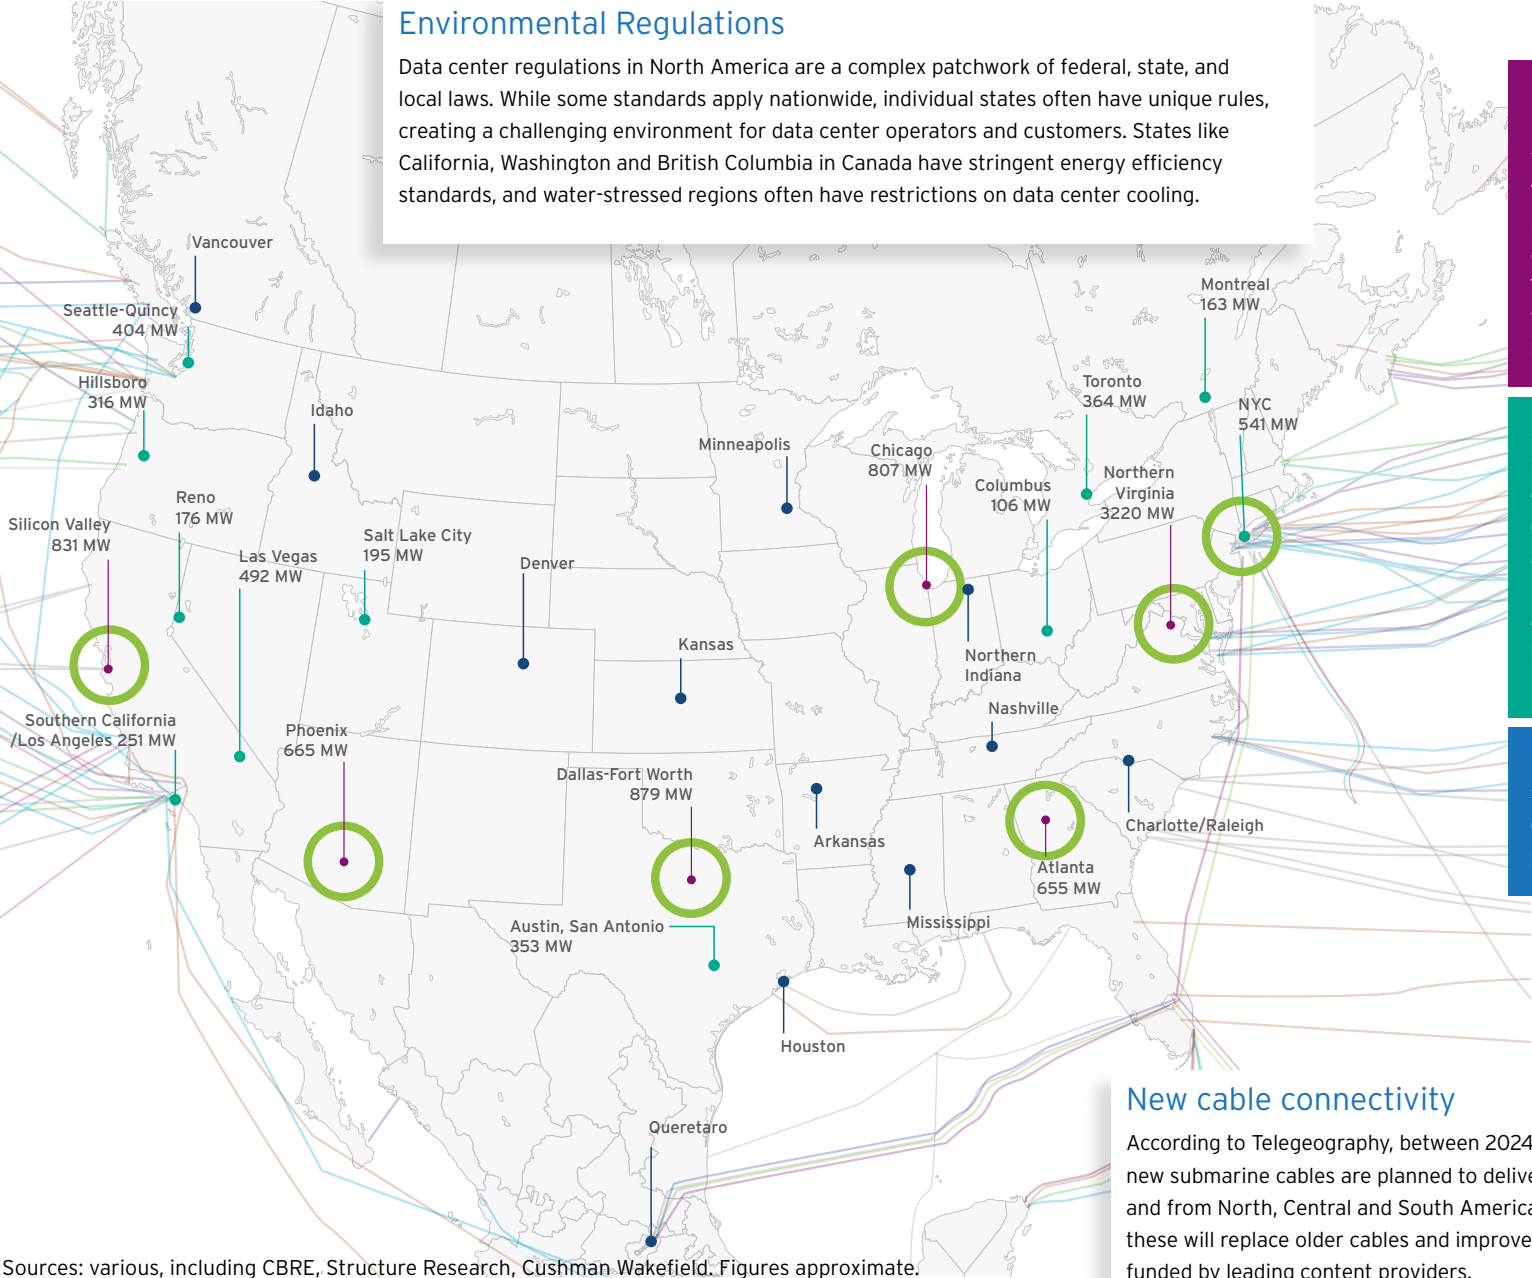 Environmental Regulations
Data center regulations in North America are a complex patchwork of federal, state, and
local laws. While some standards apply nationwide, individual states often have unique rules,
creating a challenging environment for data center operators and customers. States like
California, Washington and British Columbia in Canada have stringent energy efficiency
standards, and water-stressed regions often have restrictions on data center cooling.
Vancouver
Seattle-Quincy
404 MW
Hillsboro
316 MW
Idaho
Montreal
163 MW
Toronto
364 MW
NYC
541 MW
Minneapolis
Chicago
807 MW
Columbus
106 MW
Northern
Virginia
3220 MW
Reno
176 MW
Silicon Valley
831 MW
Las Vegas
492 MW
Salt Lake City
195 MW
Denver
Kansas
Northern
Indiana
Nashville
Southern California
/Los Angeles 251 MW
Phoenix
665 MW
Dallas-Fort Worth
879 MW
Arkansas
Charlotte/Raleigh
Atlanta
655 MW
Mississippi
Austin, San Antonio
353 MW
Houston
Queretaro
New cable connectivity
According to Telegeography, between 2024
new submarine cables are planned to delive
and from North, Central and South America
these will replace older cables and improve
funded by leading content providers.
Sources: various, including CBRE, Structure Research, Cushman Wakefield. Figures approximate.